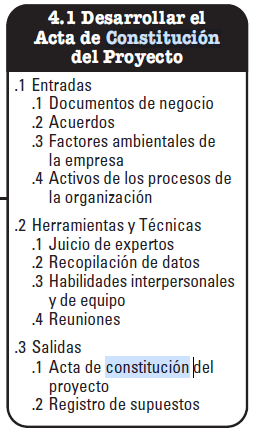 4.1 Desarrollar el
Acta de Constitución
del Proyecto
.1 Entradas
.1 Documentos de negocio
.2 Acuerdos
.3 Factores ambientales de
la empresa
.4 Activos de los procesos de
la organización
.2 Herramientas y Técnicas
.1 Juicio de expertos
.2 Recopilación de datos
.3 Habilidades interpersonales
y de equipo
.4 Reuniones
.3 Salidas
.1 Acta de constitución del
proyecto
.2 Registro de supuestos